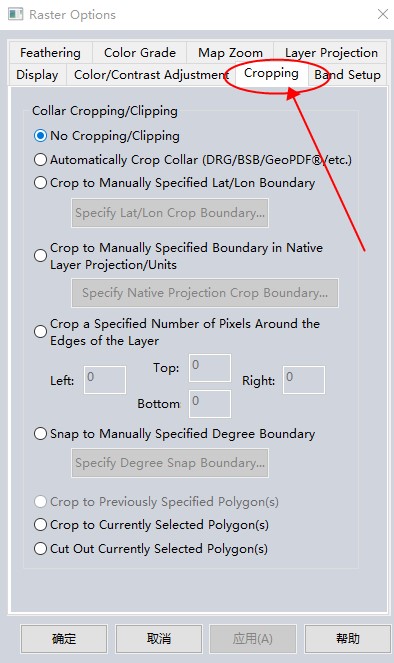 Raster Options
Feathering Color Grade Map Zoom Layer Projection
Display Color/Contrast Adjustment Cropping Band Setup
Collar Cropping/Clipping
No Cropping/Clipping
Automatically Crop Collar (DRG/BSB/GeoPDF®/etc.)
Crop to Manually Specified Lat/Lon Boundary
Specify Lat/Lon Crop Boundary...
Crop to Manually Specified Boundary in Native
Layer Projection/Units
Specify Native Projection Crop Boundary...
Crop a Specified Number of Pixels Around the
Edges of the Layer
Top: 0
Left: 0 Right: 0
Bottom 0
Snap to Manually Specified Degree Boundary
Specify Degree Snap Boundary...
Crop to Previously Specified Polygon(s)
Crop to Currently Selected Polygon(s)
Cut Out Currently Selected Polygon(s)
确定 取消 应用(A) 帮助